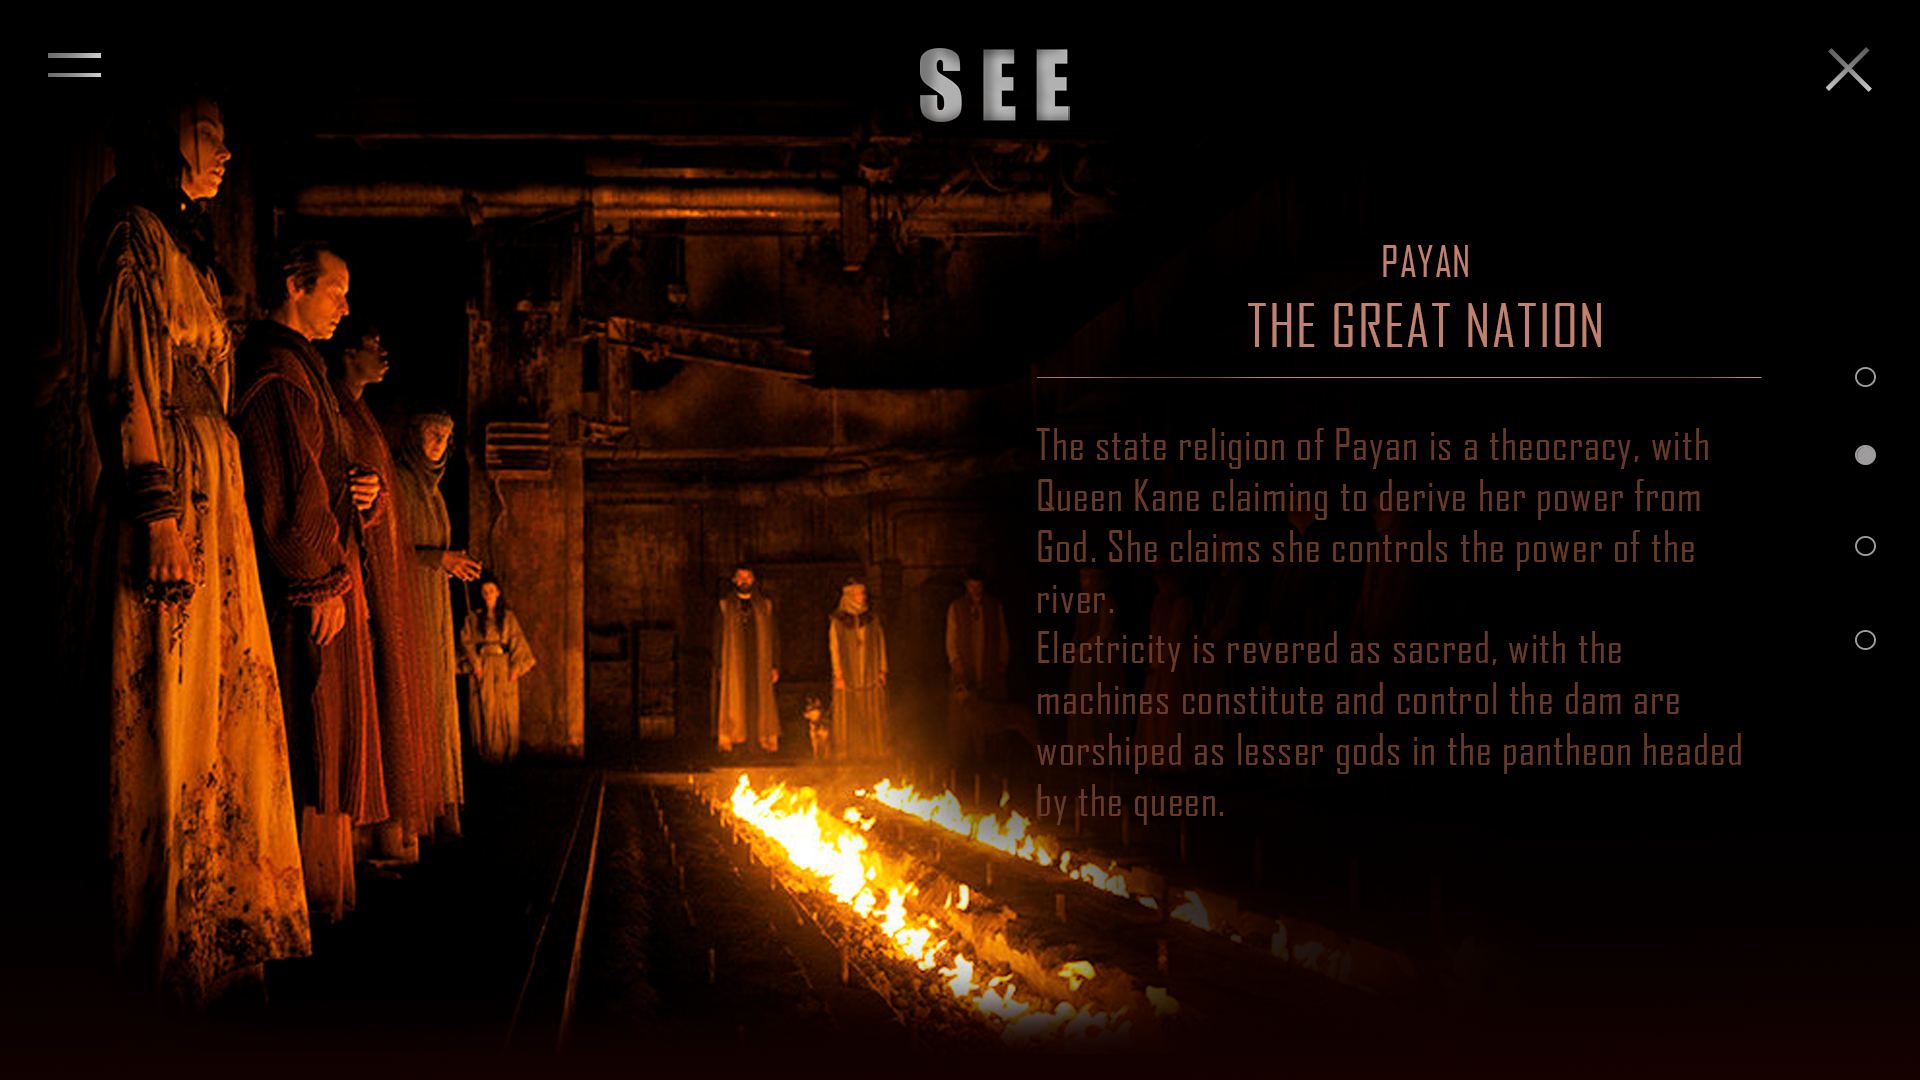 SEE
PAYAN
THE GREAT NATION
The state religion of Payan is a theocracy, with
Queen Kane claiming to derive her power from
God. She claims she controls the power of the
river.
Electricity is revered as sacred, with the
machines constitute and control the dam are
worshiped as lesser gods in the pantheon headed
by the queen.